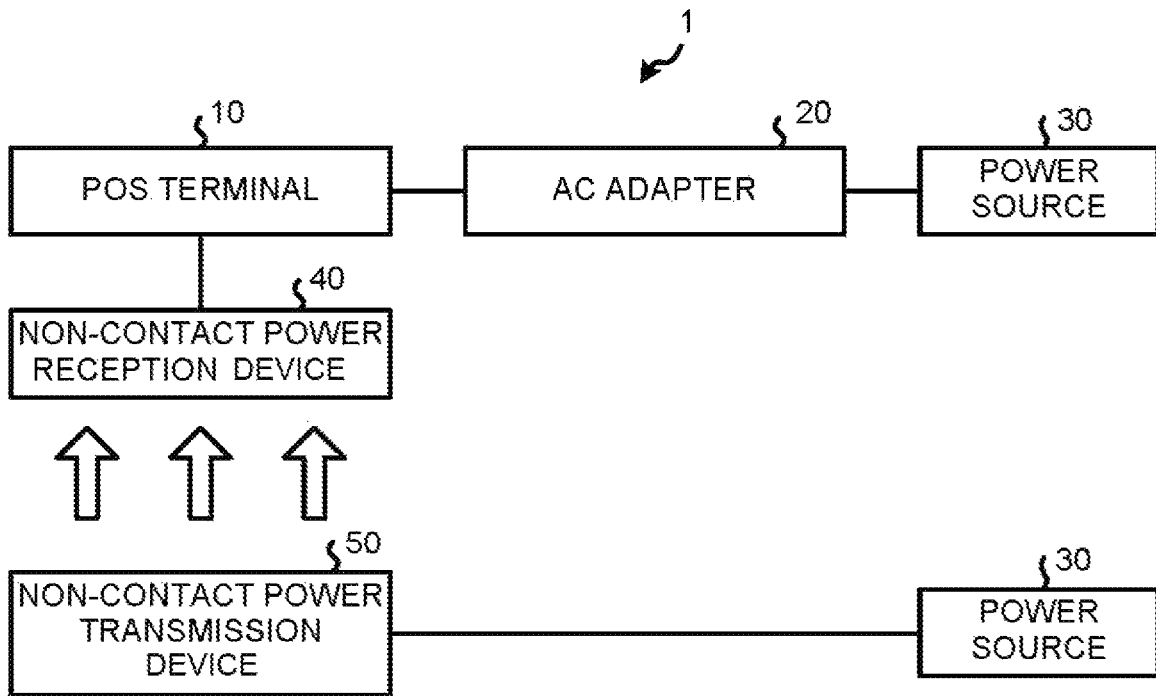 1
10
20
30
POS TERMINAL
AC ADAPTER
POWER
SOURCE
40
NON-CONTACT POWER
RECEPTION DEVICE
50
30
NON-CONTACT POWER
TRANSMISSION
DEVICE
POWER
SOURCE